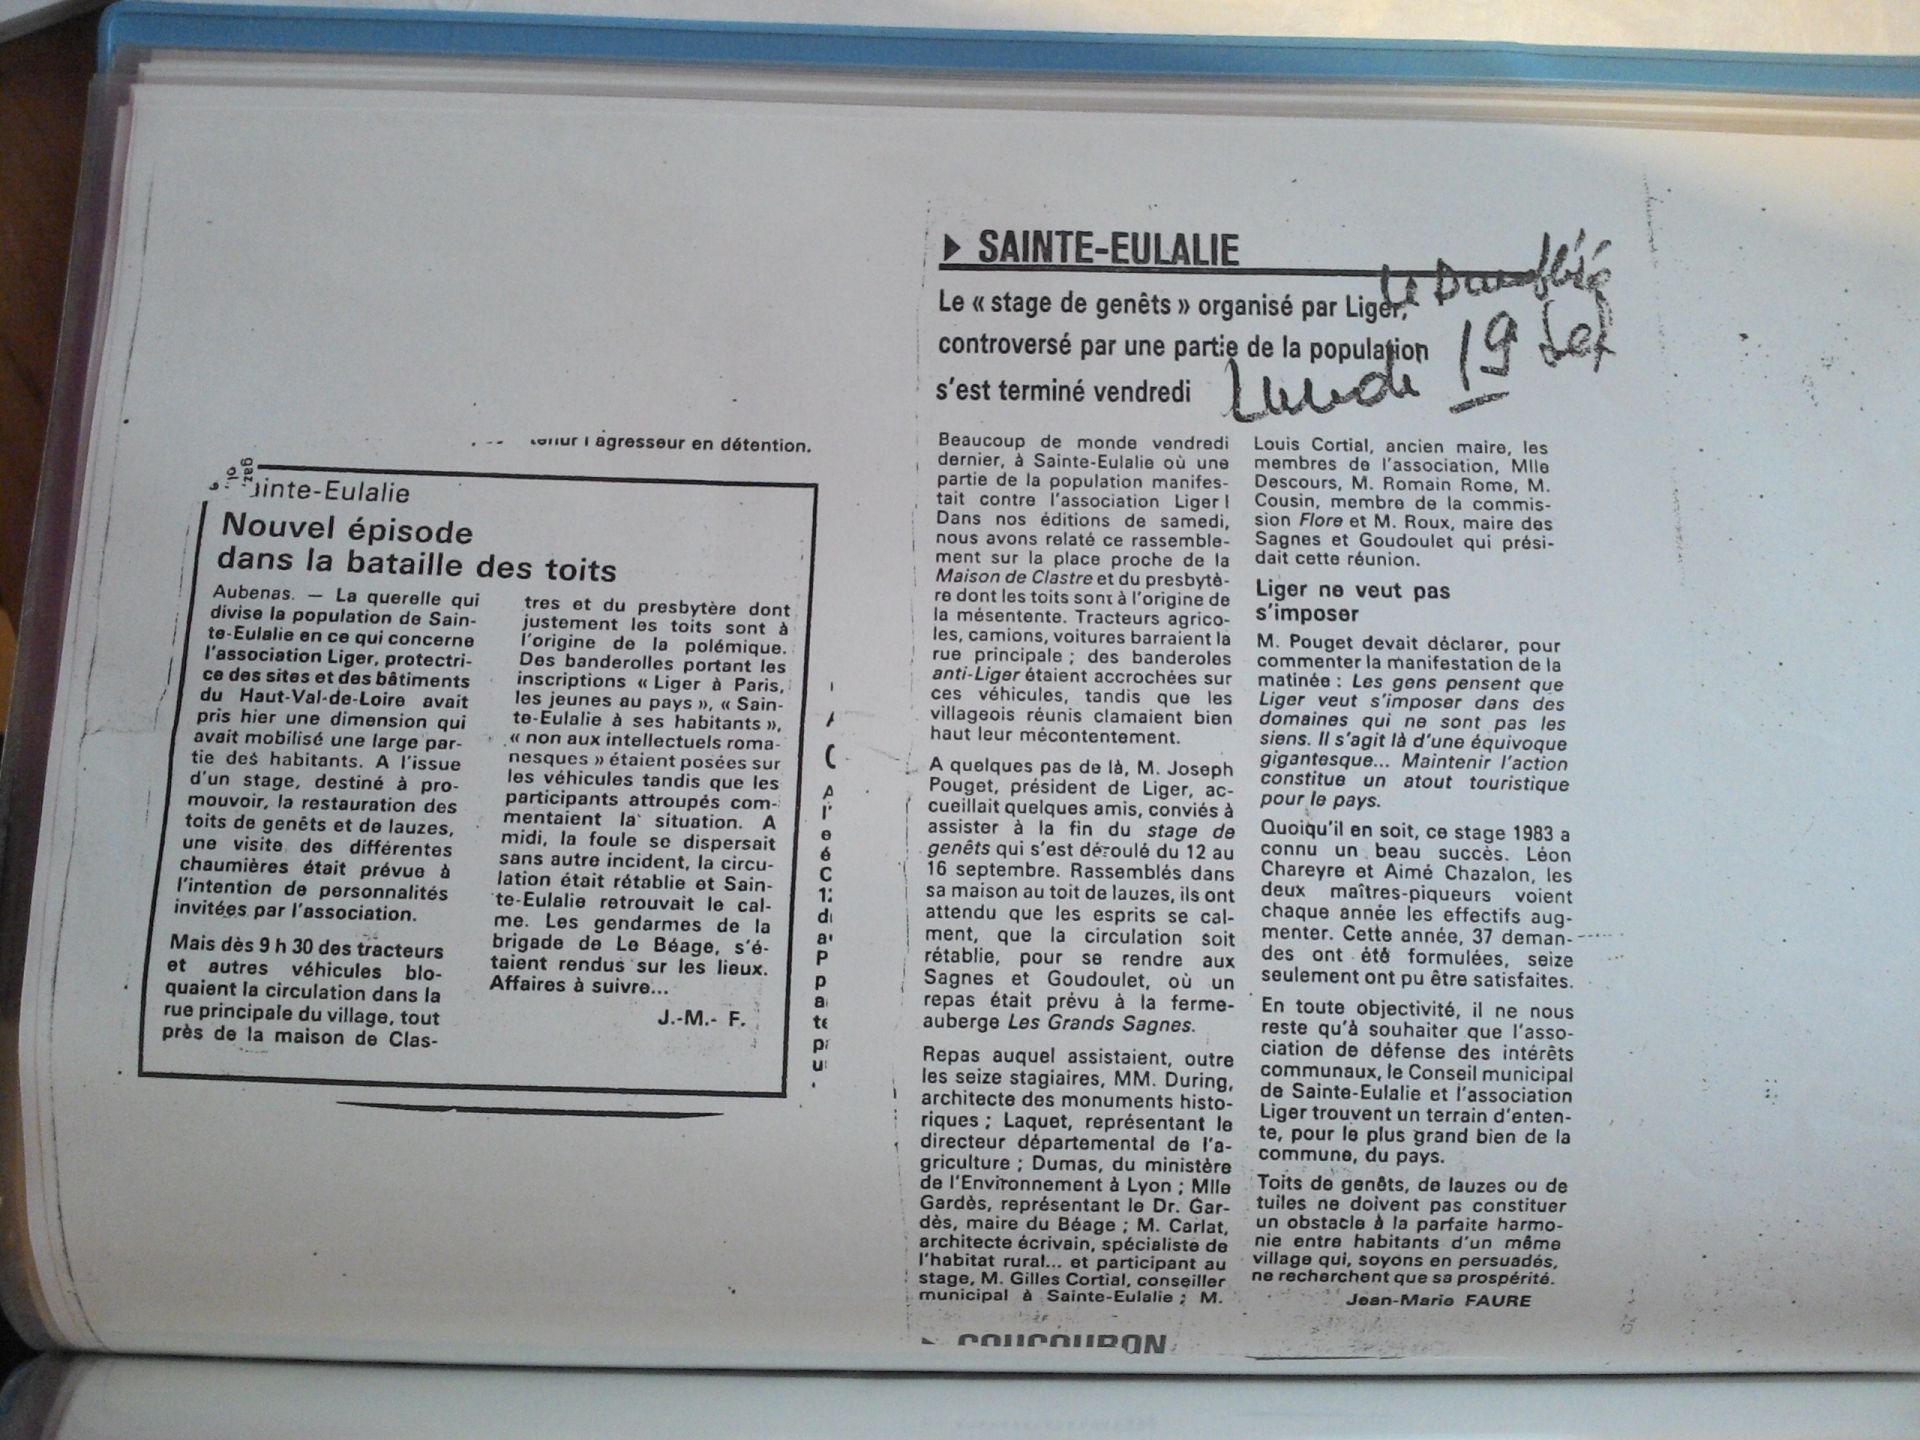 l'agresseur en détention.
Sainte-Eulalie
Nouvel épisode
dans la bataille des toits
Aubenas. — La querelle qui
divise la population de Sain-
te-Eulalie en ce qui concerne
l'association Liger, protectri-
ce des sites et des bâtiments
du Haut-Val-de-Loire avait
pris hier une dimension qui
avait mobilisé une large par-
tie des habitants. A l'issue
d'un stage, destiné à pro-
mouvoir, la restauration des
toits de genêts et de lauzes,
une visite des différentes
chaumières était prévue à
l'intention de personnalités
invitées par l'association.
Mais dès 9 h 30 des tracteurs
et autres véhicules blo-
quaient la circulation dans la
rue principale du village, tout
près de la maison de Clas-
tres et du presbytère dont
justement les toits sont à
l'origine de la polémique.
Des banderolles portant les
inscriptions « Liger à Paris,
les jeunes au pays », « Sain-
te-Eulalie à ses habitants »,
« non aux intellectuels roma-
nesques » étaient posées sur
les véhicules tandis que les
participants attroupés com-
mentaient la situation. A
midi, la foule se dispersait
sans autre incident, la circu-
lation était rétablie et Sain-
te-Eulalie retrouvait le cal-
me. Les gendarmes de la
brigade de Le Béage, s'é-
taient rendus sur les lieux.
Affaires à suivre...
J.-M.- F.
SAINTE-EULALIE
Le Dauphiné
Le « stage de genêts » organisé par Liger,
controversé par une partie de la population
s'est terminé vendredi
Lundi 19 Sept
Beaucoup de monde vendredi
dernier, à Sainte-Eulalie où une
partie de la population manifes-
tait contre l'association Liger !
Dans nos éditions de samedi,
nous avons relaté ce rassemble-
ment sur la place proche de la
Maison de Clastre et du presbytè-
re dont les toits sont à l'origine de
la mésentente. Tracteurs agrico-
les, camions, voitures barraient la
rue principale ; des banderoles
anti-Liger étaient accrochées sur
ces véhicules, tandis que les
villageois réunis clamaient bien
haut leur mécontentement.
A quelques pas de là, M. Joseph
Pouget, président de Liger, ac-
cueillait quelques amis, conviés à
assister à la fin du stage de
genêts qui s'est déroulé du 12 au
16 septembre. Rassemblés dans
sa maison au toit de lauzes, ils ont
attendu que les esprits se cal-
ment, que la circulation soit
rétablie, pour se rendre aux
Sagnes et Goudoulet, où un
repas était prévu à la ferme-
auberge Les Grands Sagnes.
Repas auquel assistaient, outre
les seize stagiaires, MM. During,
architecte des monuments histo-
riques ; Laquet, représentant le
directeur départemental de l'a-
griculture ; Dumas, du ministère
de l'Environnement à Lyon ; Mlle
Gardès, représentant le Dr. Gar-
dès, maire du Béage ; M. Carlat,
architecte écrivain, spécialiste de
l'habitat rural... et participant au
stage, M. Gilles Cortial, conseiller
municipal à Sainte-Eulalie ; M.
Louis Cortial, ancien maire, les
membres de l'association, Mlle
Descours, M. Romain Rome, M.
Cousin, membre de la commis-
sion Flore et M. Roux, maire des
Sagnes et Goudoulet qui prési-
dait cette réunion.
Liger ne veut pas
s'imposer
M. Pouget devait déclarer, pour
commenter la manifestation de la
matinée : Les gens pensent que
Liger veut s'imposer dans des
domaines qui ne sont pas les
siens. Il s'agit là d'une équivoque
gigantesque... Maintenir l'action
constitue un atout touristique
pour le pays.
Quoiqu'il en soit, ce stage 1983 a
connu un beau succès. Léon
Chareyre et Aimé Chazalon, les
deux maîtres-piqueurs voient
chaque année les effectifs aug-
menter. Cette année, 37 deman-
des ont été formulées, seize
seulement ont pu être satisfaites.
En toute objectivité, il ne nous
reste qu'à souhaiter que l'asso-
ciation de défense des intérêts
communaux, le Conseil municipal
de Sainte-Eulalie et l'association
Liger trouvent un terrain d'enten-
te, pour le plus grand bien de la
commune, du pays.
Toits de genêts, de lauzes ou de
tuiles ne doivent pas constituer
un obstacle à la parfaite harmo-
nie entre habitants d'un même
village qui, soyons en persuadés,
ne recherchent que sa prospérité.
Jean-Marie FAURE
COUCOURON